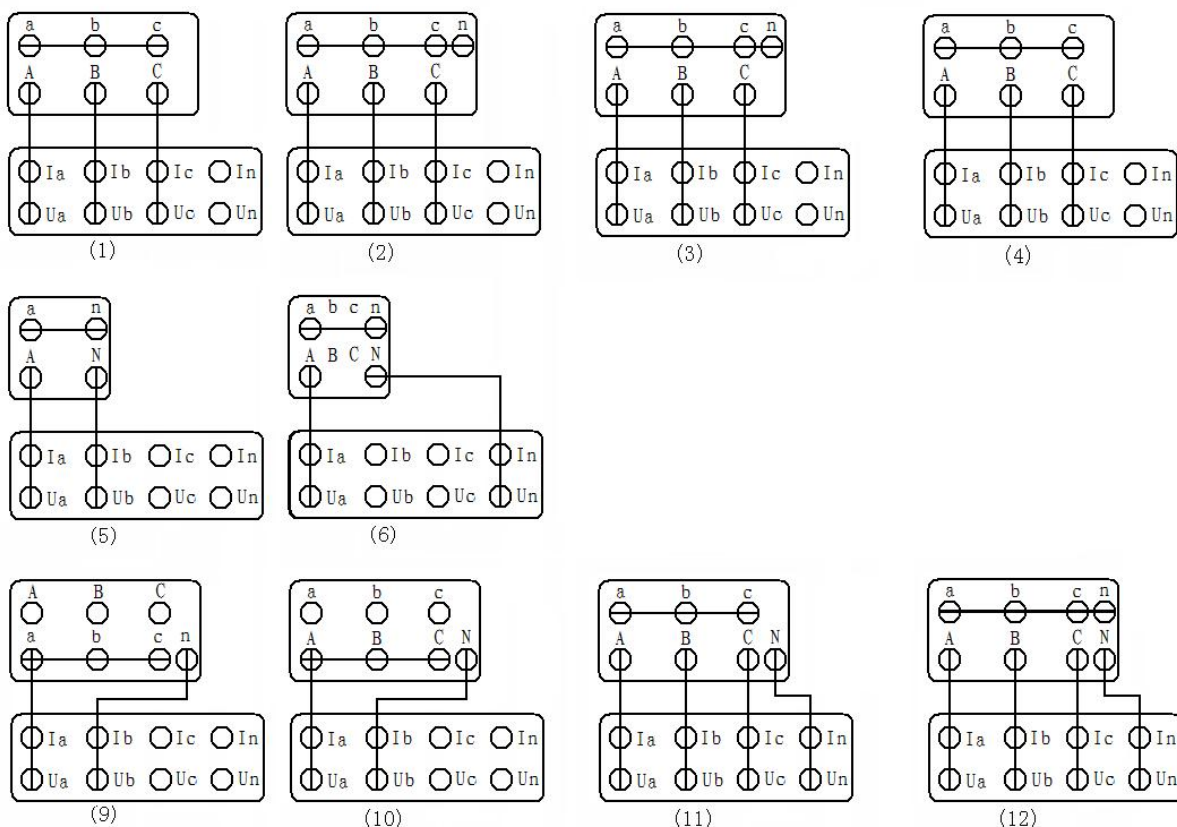 a b c a b c n a b c n a b c
A B C A B C A B C A B C
Ia Ib Ic In Ia Ib Ic In Ia Ib Ic In Ia Ib Ic In
Ua Ub Uc Un Ua Ub Uc Un Ua Ub Uc Un Ua Ub Uc Un
(1) (2) (3) (4)
a n a b c n
A N A B C N
Ia Ib Ic In Ia Ib Ic In
Ua Ub Uc Un Ua Ub Uc Un
(5) (6)
A B C a b c a b c a b c n
a b c n A B C N A B C N A B C N
Ia Ib Ic In Ia Ib Ic In Ia Ib Ic In Ia Ib Ic In
Ua Ub Uc Un Ua Ub Uc Un Ua Ub Uc Un Ua Ub Uc Un
(9) (10) (11) (12)